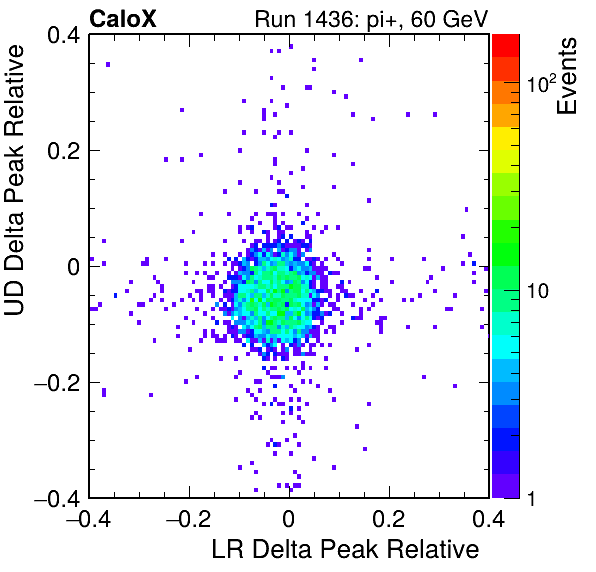 CaloX Run 1436: pi+, 60 GeV
UD Delta Peak Relative
0.4
0.2
0
−0.2
−0.4
−0.4 −0.2 0 0.2 0.4
LR Delta Peak Relative
Events
10²
10
1